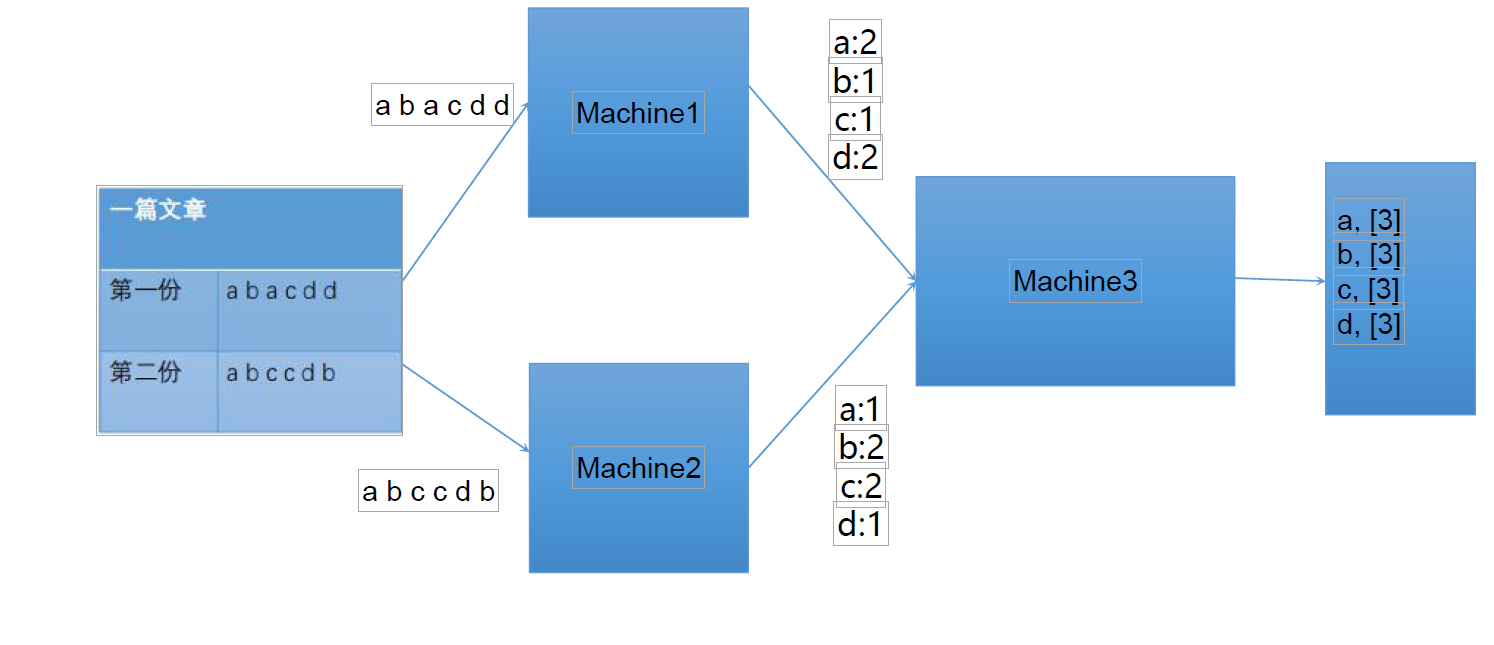 一篇文章
第一份 a b a c d d
第二份 a b c c d b
a b a c d d
a b c c d b
Machine1
Machine2
a:2
b:1
c:1
d:2
a:1
b:2
c:2
d:1
Machine3
a, [3]
b, [3]
c, [3]
d, [3]